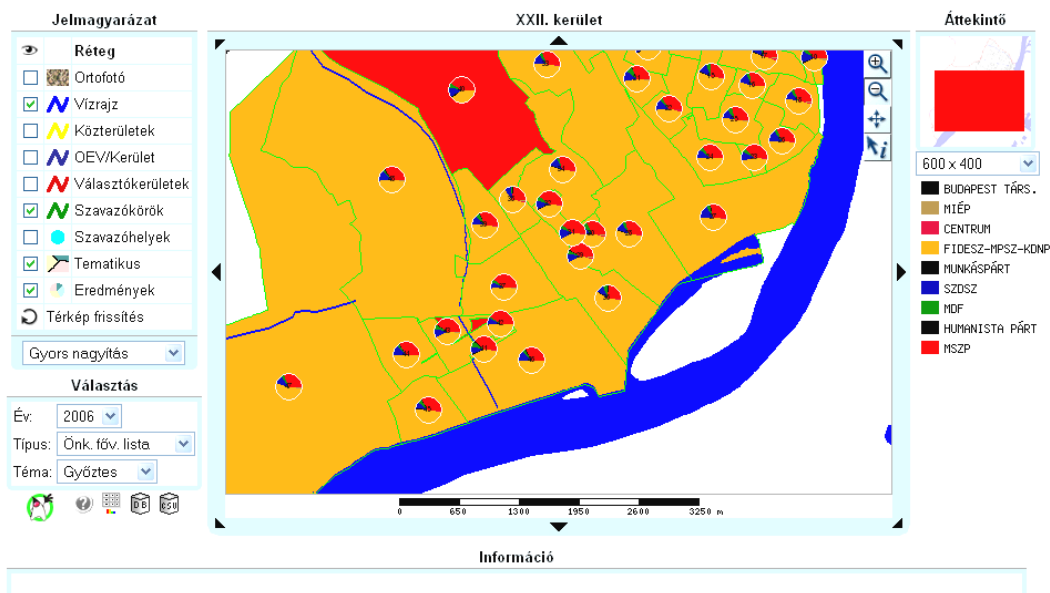 Jelmagyarázat
Réteg
Ortofotó
Vízrajz
Közterületek
OEV/Kerület
Választókerületek
Szavazókörök
Szavazóhelyek
Tematikus
Eredmények
Térkép frissítés
Gyors nagyítás
Választás
Év: 2006
Típus: Önk. főv. lista
Téma: Győztes
DB
CSV
XXII. kerület
0 650 1300 1950 2600 3250 m
Áttekintő
600 x 400
BUDAPEST TÁRS.
MIÉP
CENTRUM
FIDESZ-MPSZ-KDNP
MUNKÁSPÁRT
SZDSZ
MDF
HUMANISTA PÁRT
MSZP
Információ